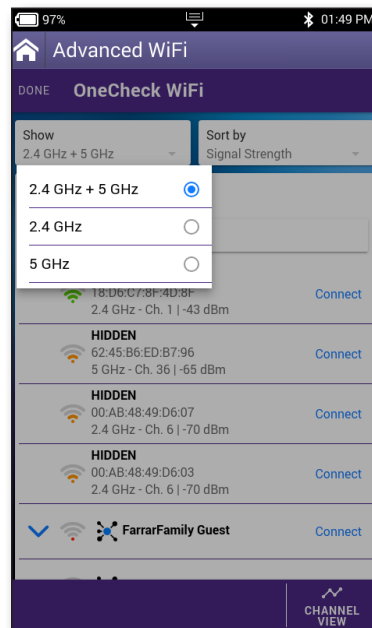 97%
01:49 PM
Advanced WiFi
DONE OneCheck WiFi
Show
2.4 GHz + 5 GHz
Sort by
Signal Strength
2.4 GHz + 5 GHz
2.4 GHz
5 GHz
18:D6:C7:8F:4D:8F
2.4 GHz - Ch. 1 | -43 dBm
Connect
HIDDEN
62:45:B6:ED:B7:96
5 GHz - Ch. 36 | -65 dBm
Connect
HIDDEN
00:AB:48:49:D6:07
2.4 GHz - Ch. 6 | -70 dBm
Connect
HIDDEN
00:AB:48:49:D6:03
2.4 GHz - Ch. 6 | -70 dBm
Connect
FarrarFamily Guest
Connect
CHANNEL
VIEW